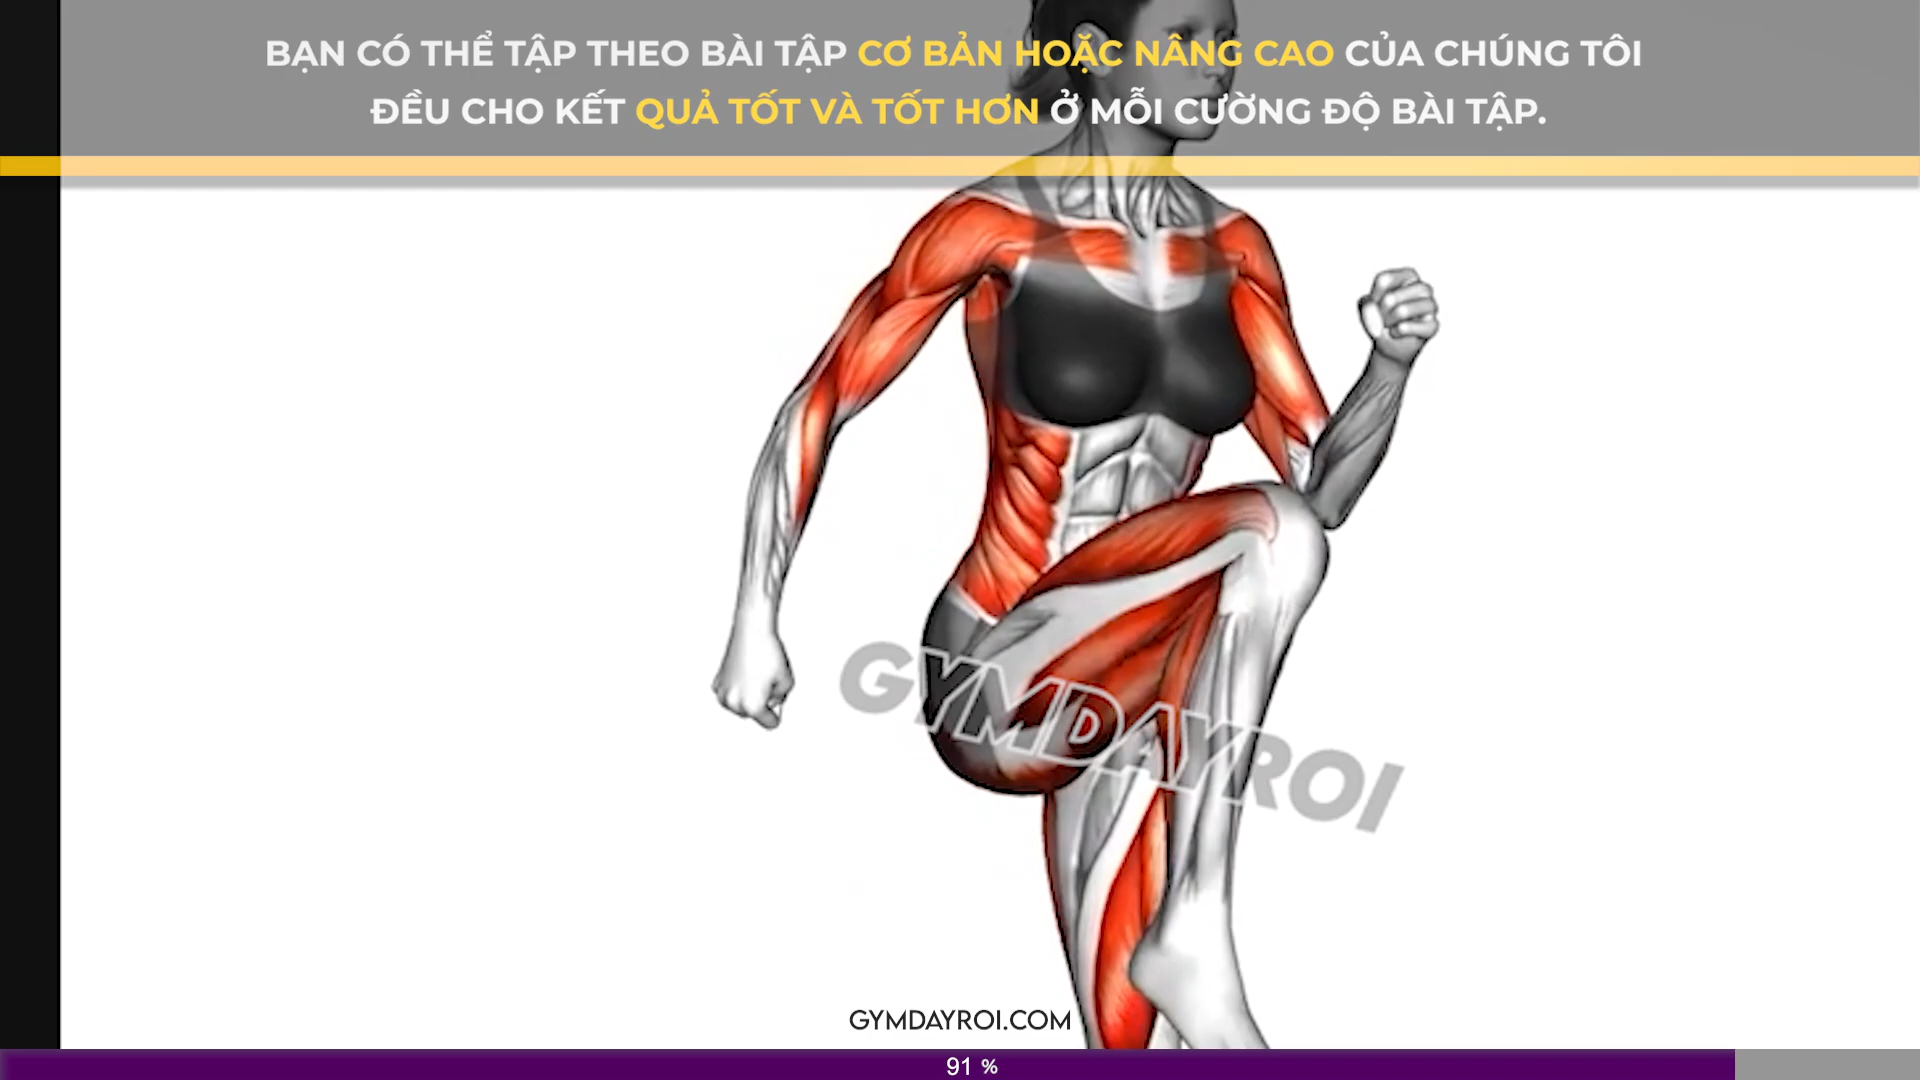 BẠN CÓ THỂ TẬP THEO BÀI TẬP CƠ BẢN HOẶC NÂNG CAO CỦA CHÚNG TÔI
ĐỀU CHO KẾT QUẢ TỐT VÀ TỐT HƠN Ở MỖI CƯỜNG ĐỘ BÀI TẬP.
GYMDAYROI
GYMDAYROI.COM
91 %